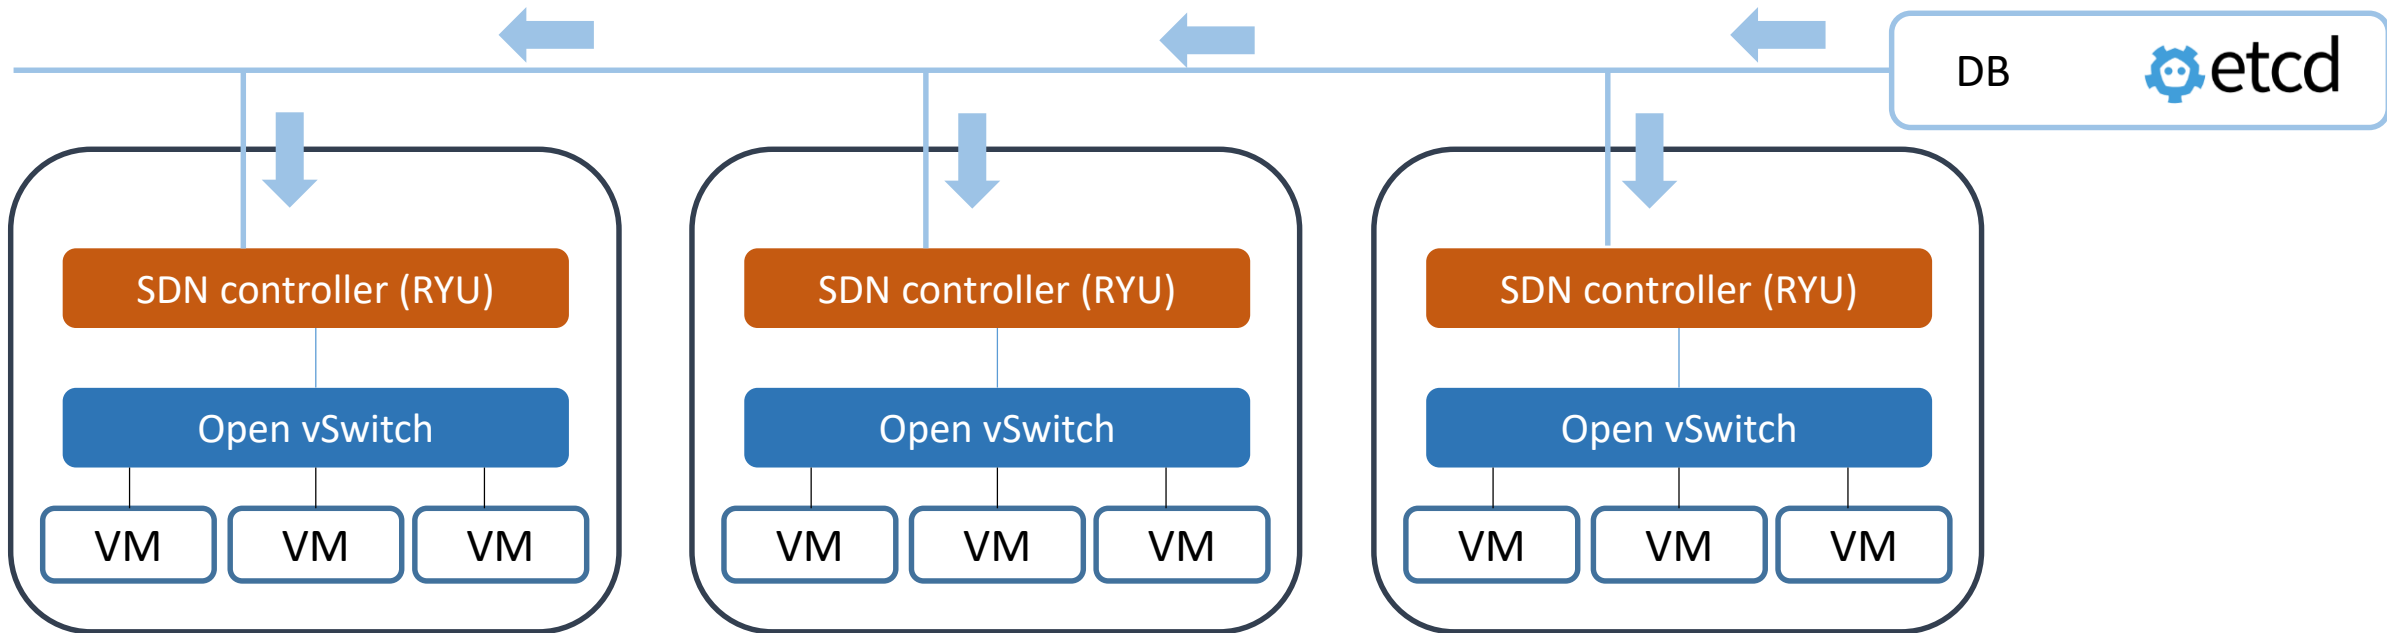 DB etcd
SDN controller (RYU)
SDN controller (RYU)
SDN controller (RYU)
Open vSwitch
Open vSwitch
Open vSwitch
VM
VM
VM
VM
VM
VM
VM
VM
VM